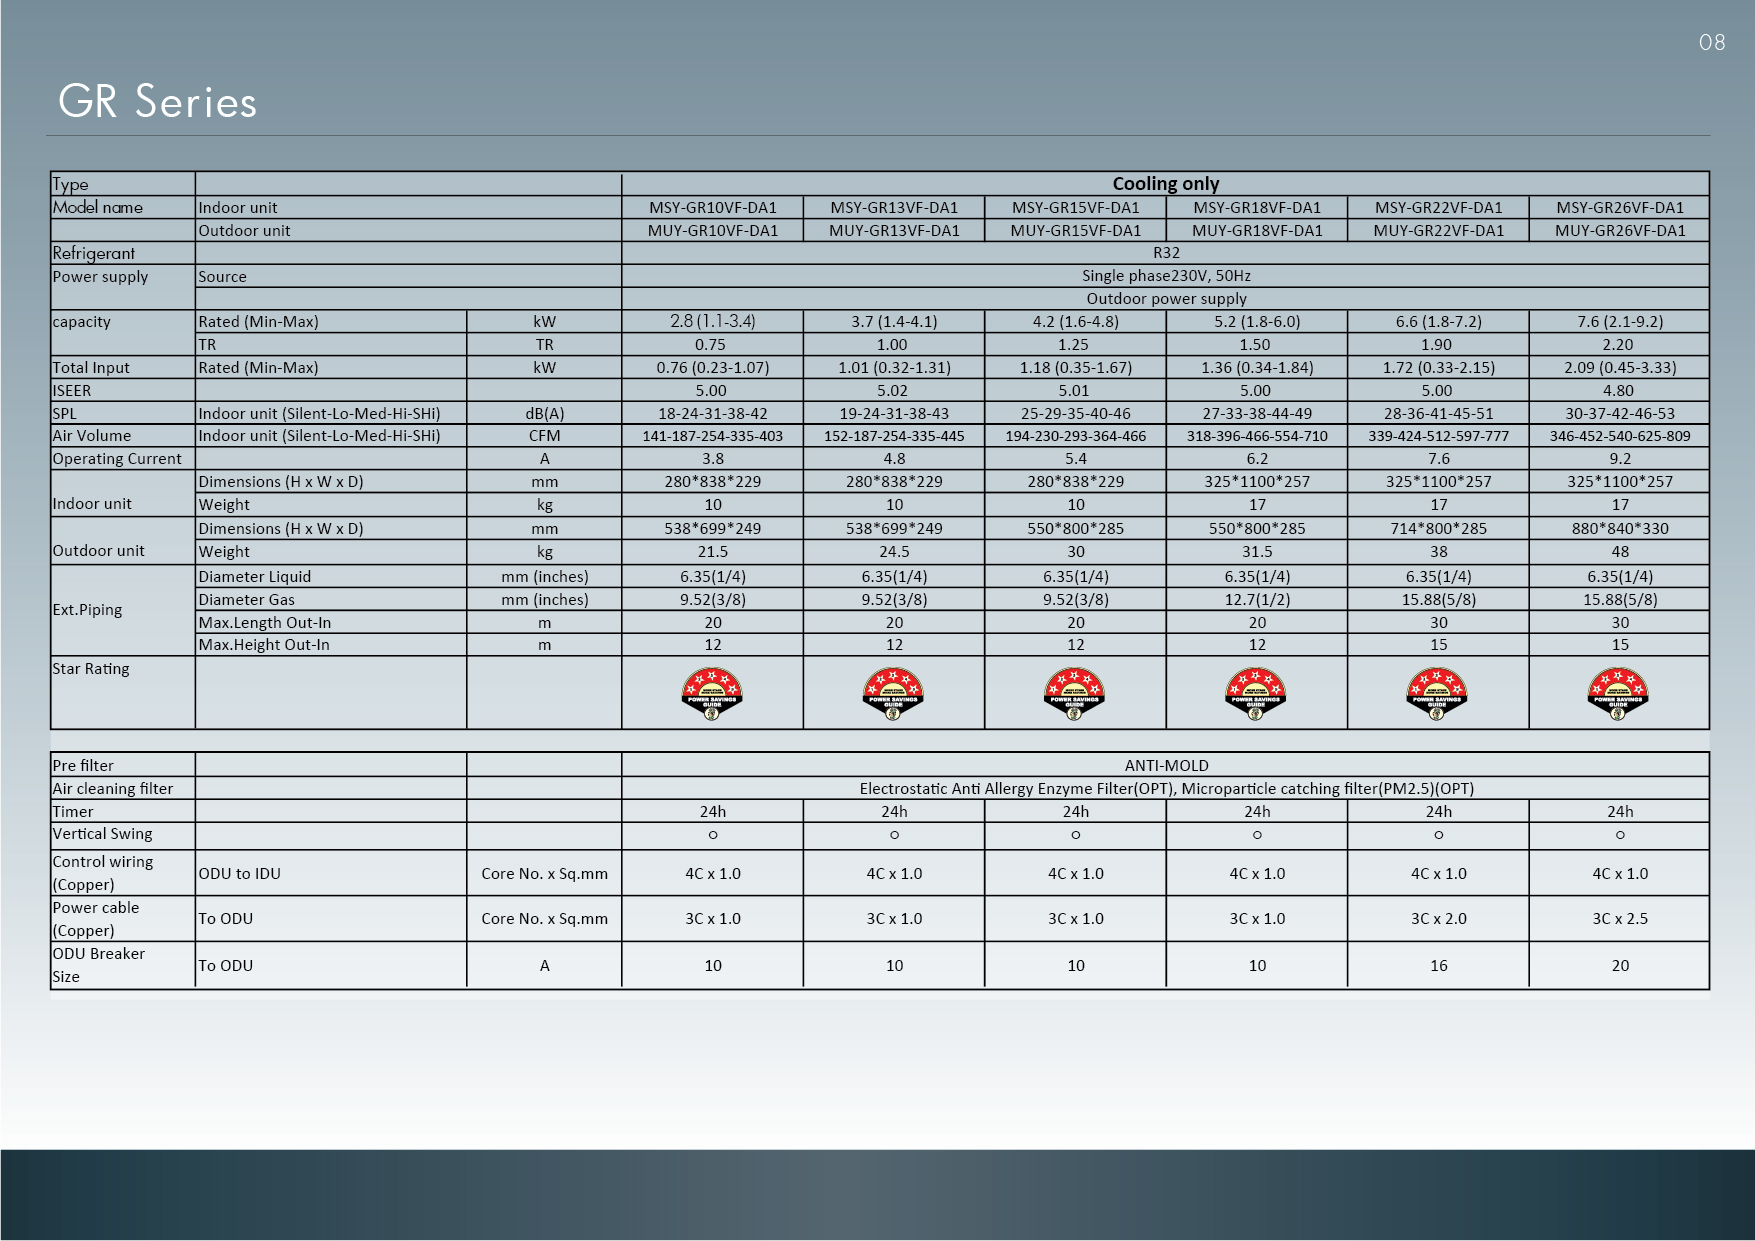 08
GR Series
Type Cooling only
Model name Indoor unit MSY-GR10VF-DA1 MSY-GR13VF-DA1 MSY-GR15VF-DA1 MSY-GR18VF-DA1 MSY-GR22VF-DA1 MSY-GR26VF-DA1
Outdoor unit MUY-GR10VF-DA1 MUY-GR13VF-DA1 MUY-GR15VF-DA1 MUY-GR18VF-DA1 MUY-GR22VF-DA1 MUY-GR26VF-DA1
Refrigerant R32
Power supply Source Single phase230V, 50Hz
Outdoor power supply
capacity Rated (Min-Max) kW 2.8 (1.1-3.4) 3.7 (1.4-4.1) 4.2 (1.6-4.8) 5.2 (1.8-6.0) 6.6 (1.8-7.2) 7.6 (2.1-9.2)
TR TR 0.75 1.00 1.25 1.50 1.90 2.20
Total Input Rated (Min-Max) kW 0.76 (0.23-1.07) 1.01 (0.32-1.31) 1.18 (0.35-1.67) 1.36 (0.34-1.84) 1.72 (0.33-2.15) 2.09 (0.45-3.33)
ISEER 5.00 5.02 5.01 5.00 5.00 4.80
SPL Indoor unit (Silent-Lo-Med-Hi-SHi) dB(A) 18-24-31-38-42 19-24-31-38-43 25-29-35-40-46 27-33-38-44-49 28-36-41-45-51 30-37-42-46-53
Air Volume Indoor unit (Silent-Lo-Med-Hi-SHi) CFM 141-187-254-335-403 152-187-254-335-445 194-230-293-364-466 318-396-466-554-710 339-424-512-597-777 346-452-540-625-809
Operating Current A 3.8 4.8 5.4 6.2 7.6 9.2
Dimensions (H x W x D) mm 280*838*229 280*838*229 280*838*229 325*1100*257 325*1100*257 325*1100*257
Indoor unit Weight kg 10 10 10 17 17 17
Dimensions (H x W x D) mm 538*699*249 538*699*249 550*800*285 550*800*285 714*800*285 880*840*330
Outdoor unit Weight kg 21.5 24.5 30 31.5 38 48
Diameter Liquid mm (inches) 6.35(1/4) 6.35(1/4) 6.35(1/4) 6.35(1/4) 6.35(1/4) 6.35(1/4)
Diameter Gas mm (inches) 9.52(3/8) 9.52(3/8) 9.52(3/8) 12.7(1/2) 15.88(5/8) 15.88(5/8)
Ext.Piping
Max.Length Out-In m 20 20 20 20 30 30
Max.Height Out-In m 12 12 12 12 15 15
Star Rating
POWER SAVINGS GUIDE POWER SAVINGS GUIDE POWER SAVINGS GUIDE POWER SAVINGS GUIDE POWER SAVINGS GUIDE POWER SAVINGS GUIDE
Pre filter ANTI-MOLD
Air cleaning filter Electrostatic Anti Allergy Enzyme Filter(OPT), Microparticle catching filter(PM2.5)(OPT)
Timer 24h 24h 24h 24h 24h 24h
Vertical Swing ○ ○ ○ ○ ○ ○
Control wiring
(Copper) ODU to IDU Core No. x Sq.mm 4C x 1.0 4C x 1.0 4C x 1.0 4C x 1.0 4C x 1.0 4C x 1.0
Power cable
(Copper) To ODU Core No. x Sq.mm 3C x 1.0 3C x 1.0 3C x 1.0 3C x 1.0 3C x 2.0 3C x 2.5
ODU Breaker
Size To ODU A 10 10 10 10 16 20